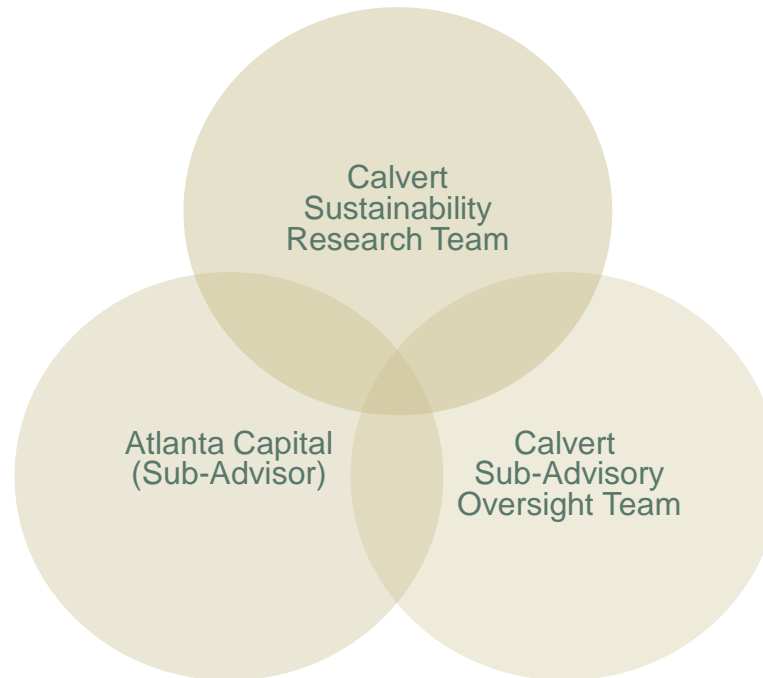 Calvert
Sustainability
Research Team
Atlanta Capital
(Sub-Advisor)
Calvert
Sub-Advisory
Oversight Team